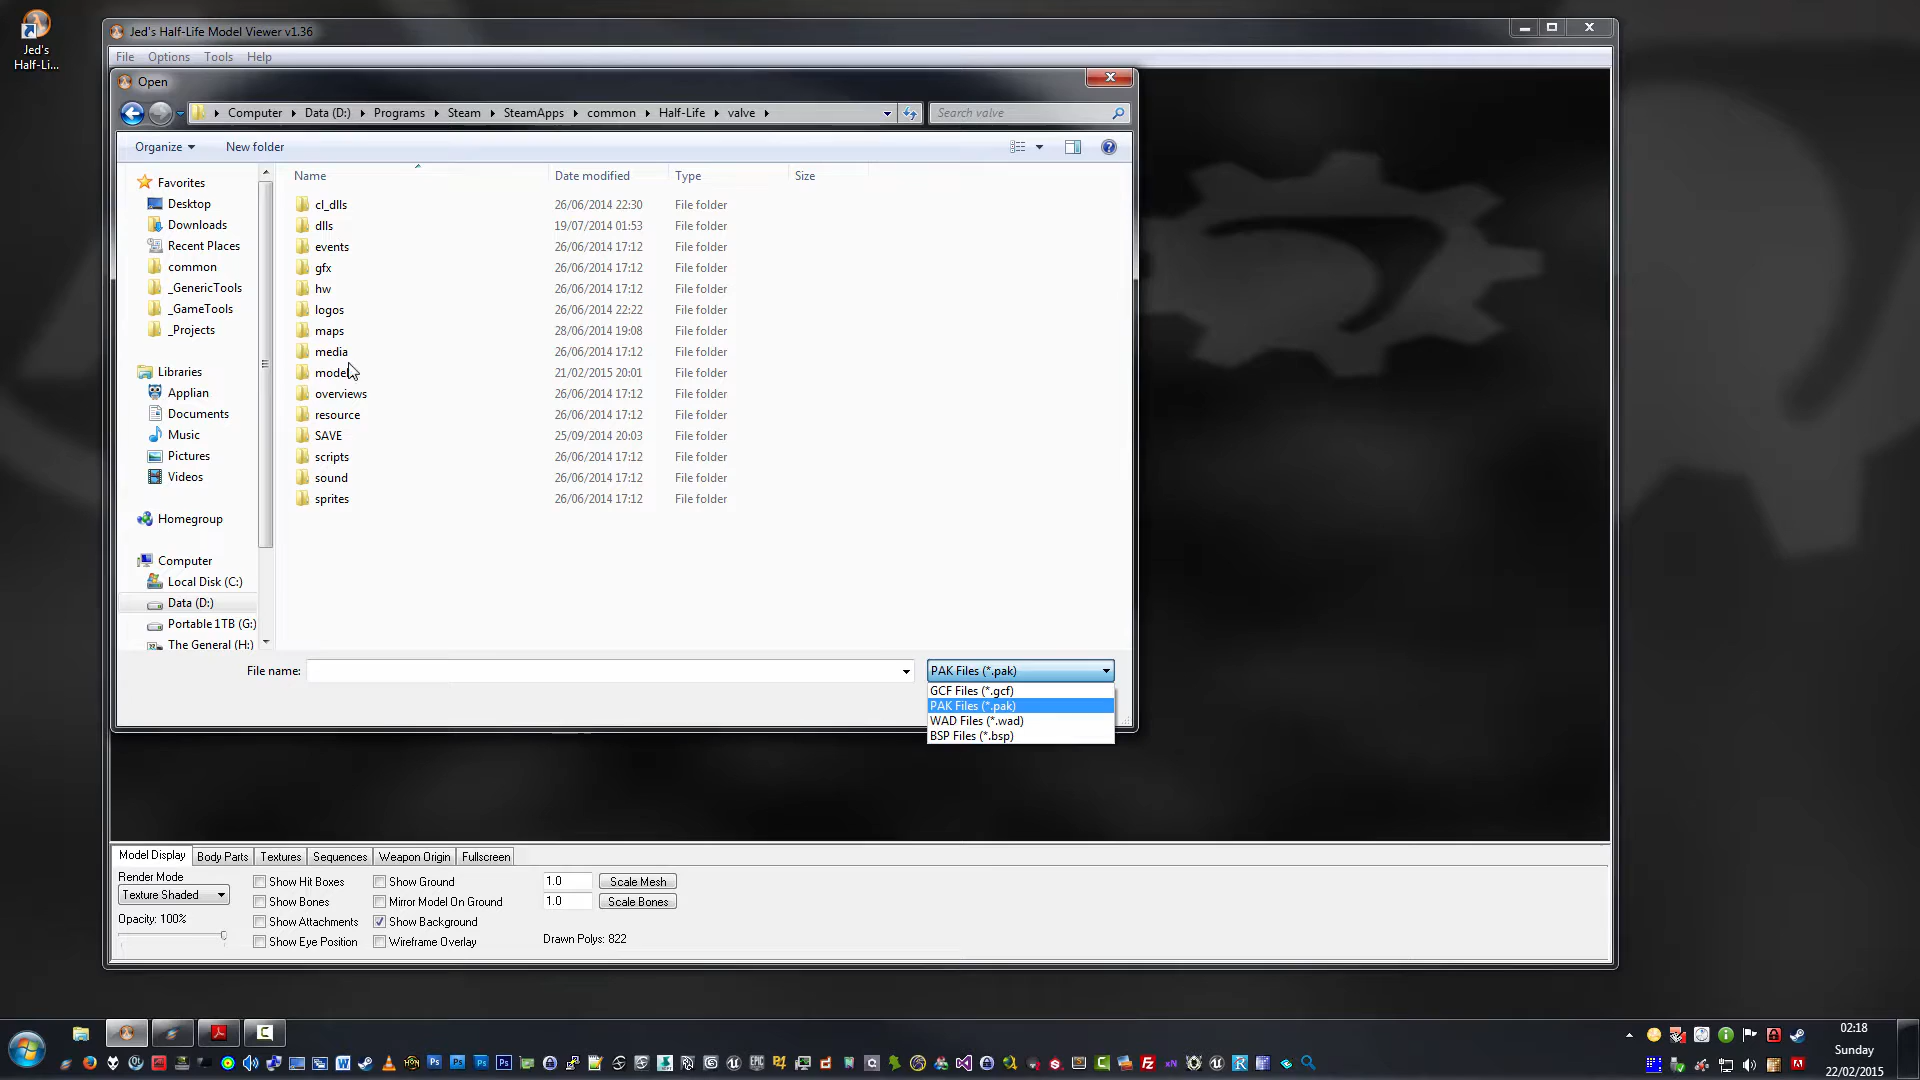 Jed's
Half-Li...
Jed's Half-Life Model Viewer v1.36
File Options Tools Help
Open
Computer Data (D:) Programs Steam SteamApps common Half-Life valve
Search valve
Organize New folder
Name Date modified Type Size
Favorites
Desktop
Downloads
Recent Places
common
_GenericTools
_GameTools
_Projects
Libraries
Applian
Documents
Music
Pictures
Videos
Homegroup
Computer
Local Disk (C:)
Data (D:)
Portable 1TB (G:)
The General (H:)
cl_dlls 26/06/2014 22:30 File folder
dlls 19/07/2014 01:53 File folder
events 26/06/2014 17:12 File folder
gfx 26/06/2014 17:12 File folder
hw 26/06/2014 17:12 File folder
logos 26/06/2014 22:22 File folder
maps 28/06/2014 19:08 File folder
media 26/06/2014 17:12 File folder
model 21/02/2015 20:01 File folder
overviews 26/06/2014 17:12 File folder
resource 26/06/2014 17:12 File folder
SAVE 25/09/2014 20:03 File folder
scripts 26/06/2014 17:12 File folder
sound 26/06/2014 17:12 File folder
sprites 26/06/2014 17:12 File folder
File name:
PAK Files (*.pak)
GCF Files (*.gcf)
PAK Files (*.pak)
WAD Files (*.wad)
BSP Files (*.bsp)
Model Display Body Parts Textures Sequences Weapon Origin Fullscreen
Render Mode
Texture Shaded
Opacity: 100%
Show Hit Boxes
Show Bones
Show Attachments
Show Eye Position
Show Ground
Mirror Model On Ground
Show Background
Wireframe Overlay
1.0 Scale Mesh
1.0 Scale Bones
Drawn Polys: 822
02:18
Sunday
22/02/2015